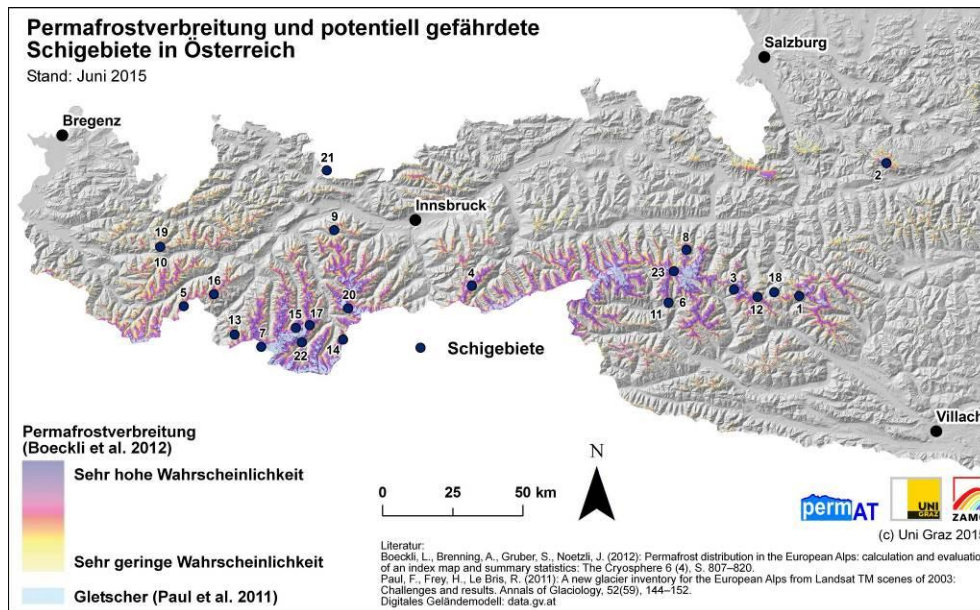 Permafrostverbreitung und potentiell gefährdete
Schigebiete in Österreich
Stand: Juni 2015
Salzburg
Bregenz
21
2
Innsbruck
9
19
8
10
23
4
16
3
18
5
20
6
11
12
1
15
17
13
7
22
14
Schigebiete
Villach
Permafrostverbreitung
(Boeckli et al. 2012)
Sehr hohe Wahrscheinlichkeit
Sehr geringe Wahrscheinlichkeit
Gletscher (Paul et al. 2011)
N
0 25 50 km
permAT
UNI
GRAZ
ZAMG
(c) Uni Graz 2015
Literatur:
Boeckli, L., Brenning, A., Gruber, S., Noetzli, J. (2012): Permafrost distribution in the European Alps: calculation and evaluation
of an index map and summary statistics: The Cryosphere 6 (4), S. 807–820.
Paul, F., Frey, H., Le Bris, R. (2011): A new glacier inventory for the European Alps from Landsat TM scenes of 2003:
Challenges and results. Annals of Glaciology, 52(59), 144–152.
Digitales Geländemodell: data.gv.at